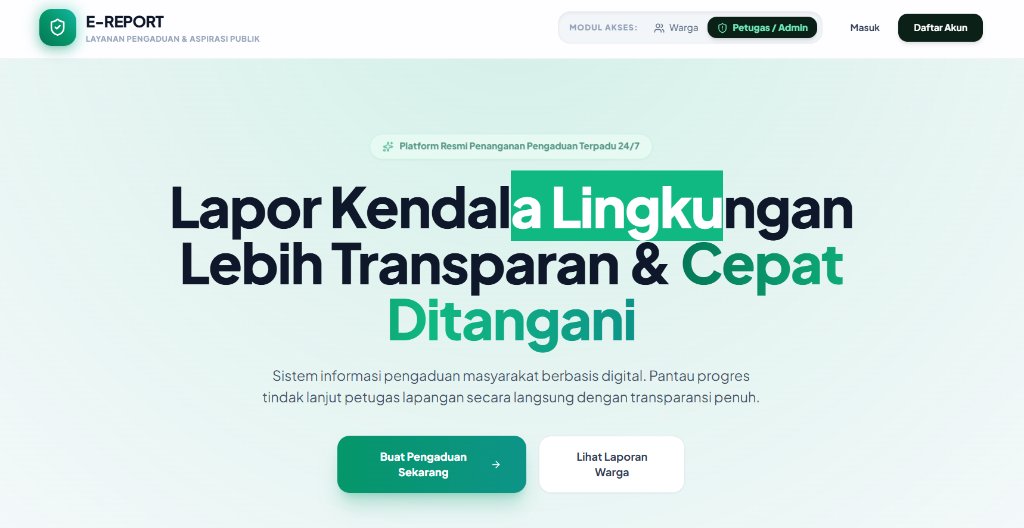 E-REPORT
LAYANAN PENGADUAN & ASPIRASI PUBLIK
MODUL AKSES:
Warga
Petugas / Admin
Masuk
Daftar Akun
Platform Resmi Penanganan Pengaduan Terpadu 24/7
Lapor Kendala Lingkungan
Lebih Transparan & Cepat
Ditangani
Sistem informasi pengaduan masyarakat berbasis digital. Pantau progres
tindak lanjut petugas lapangan secara langsung dengan transparansi penuh.
Buat Pengaduan
Sekarang
Lihat Laporan
Warga